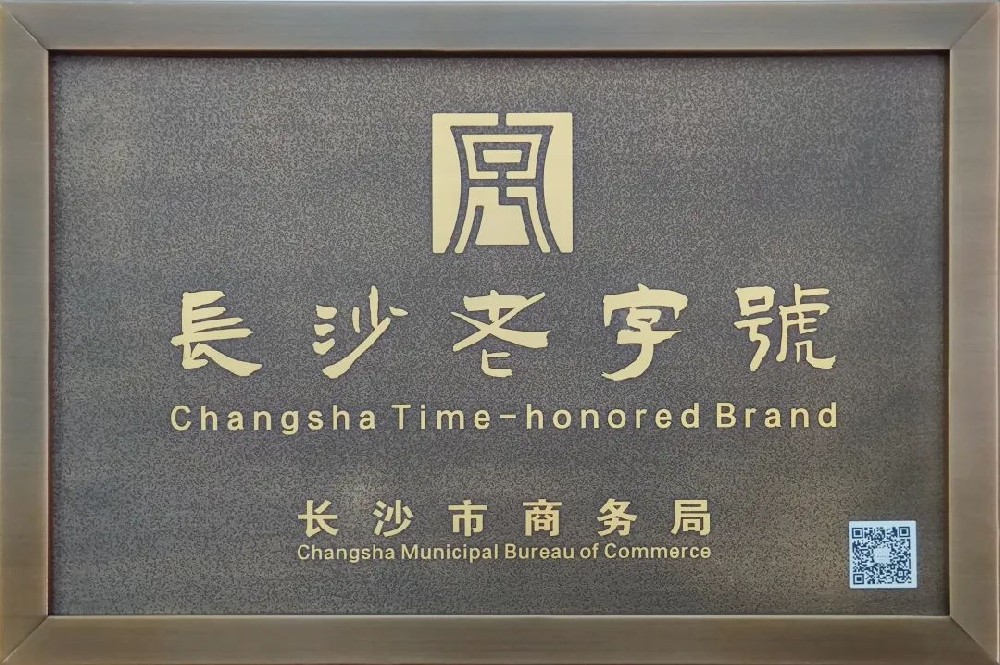 長沙老字號
Changsha Time-honored Brand
长沙市商务局
Changsha Municipal Bureau of Commerce